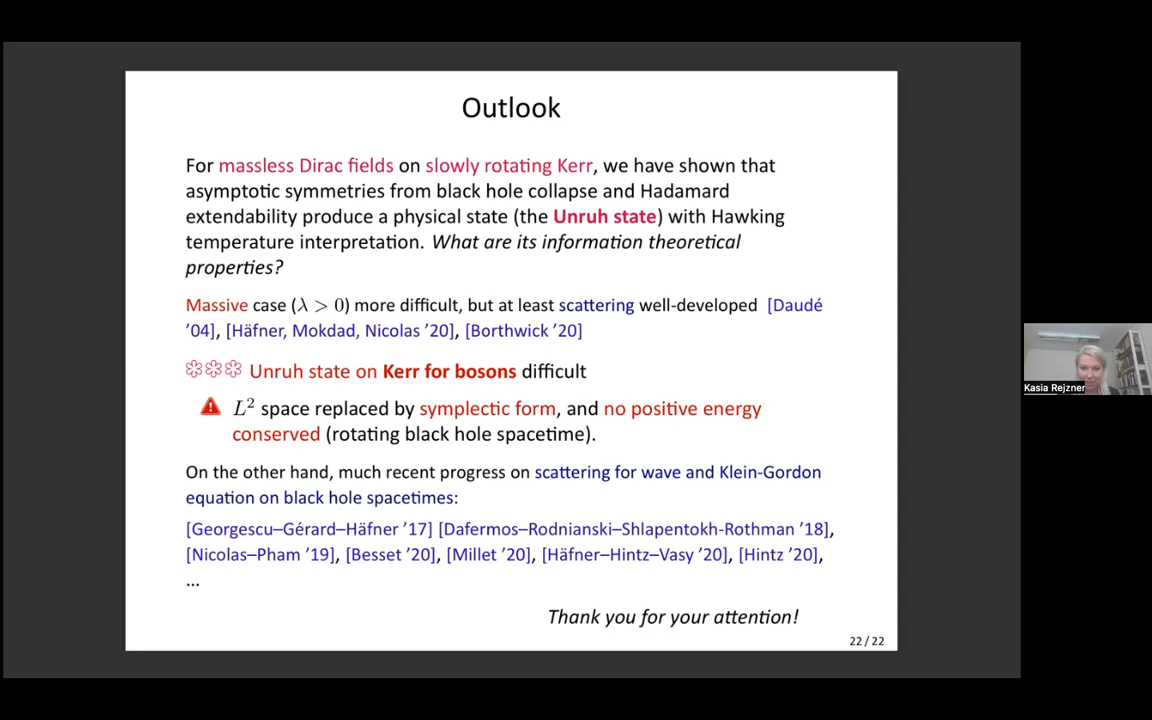 Outlook
For massless Dirac fields on slowly rotating Kerr, we have shown that
asymptotic symmetries from black hole collapse and Hadamard
extendability produce a physical state (the Unruh state) with Hawking
temperature interpretation. What are its information theoretical
properties?
Massive case (λ > 0) more difficult, but at least scattering well-developed [Daudé
’04], [Häfner, Mokdad, Nicolas ’20], [Borthwick ’20]
Unruh state on Kerr for bosons difficult
L² space replaced by symplectic form, and no positive energy
conserved (rotating black hole spacetime).
On the other hand, much recent progress on scattering for wave and Klein-Gordon
equation on black hole spacetimes:
[Georgescu–Gérard–Häfner ’17] [Dafermos–Rodnianski–Shlapentokh-Rothman ’18],
[Nicolas–Pham ’19], [Besset ’20], [Millet ’20], [Häfner–Hintz–Vasy ’20], [Hintz ’20],
...
Thank you for your attention!
22 / 22
Kasia Rejzner